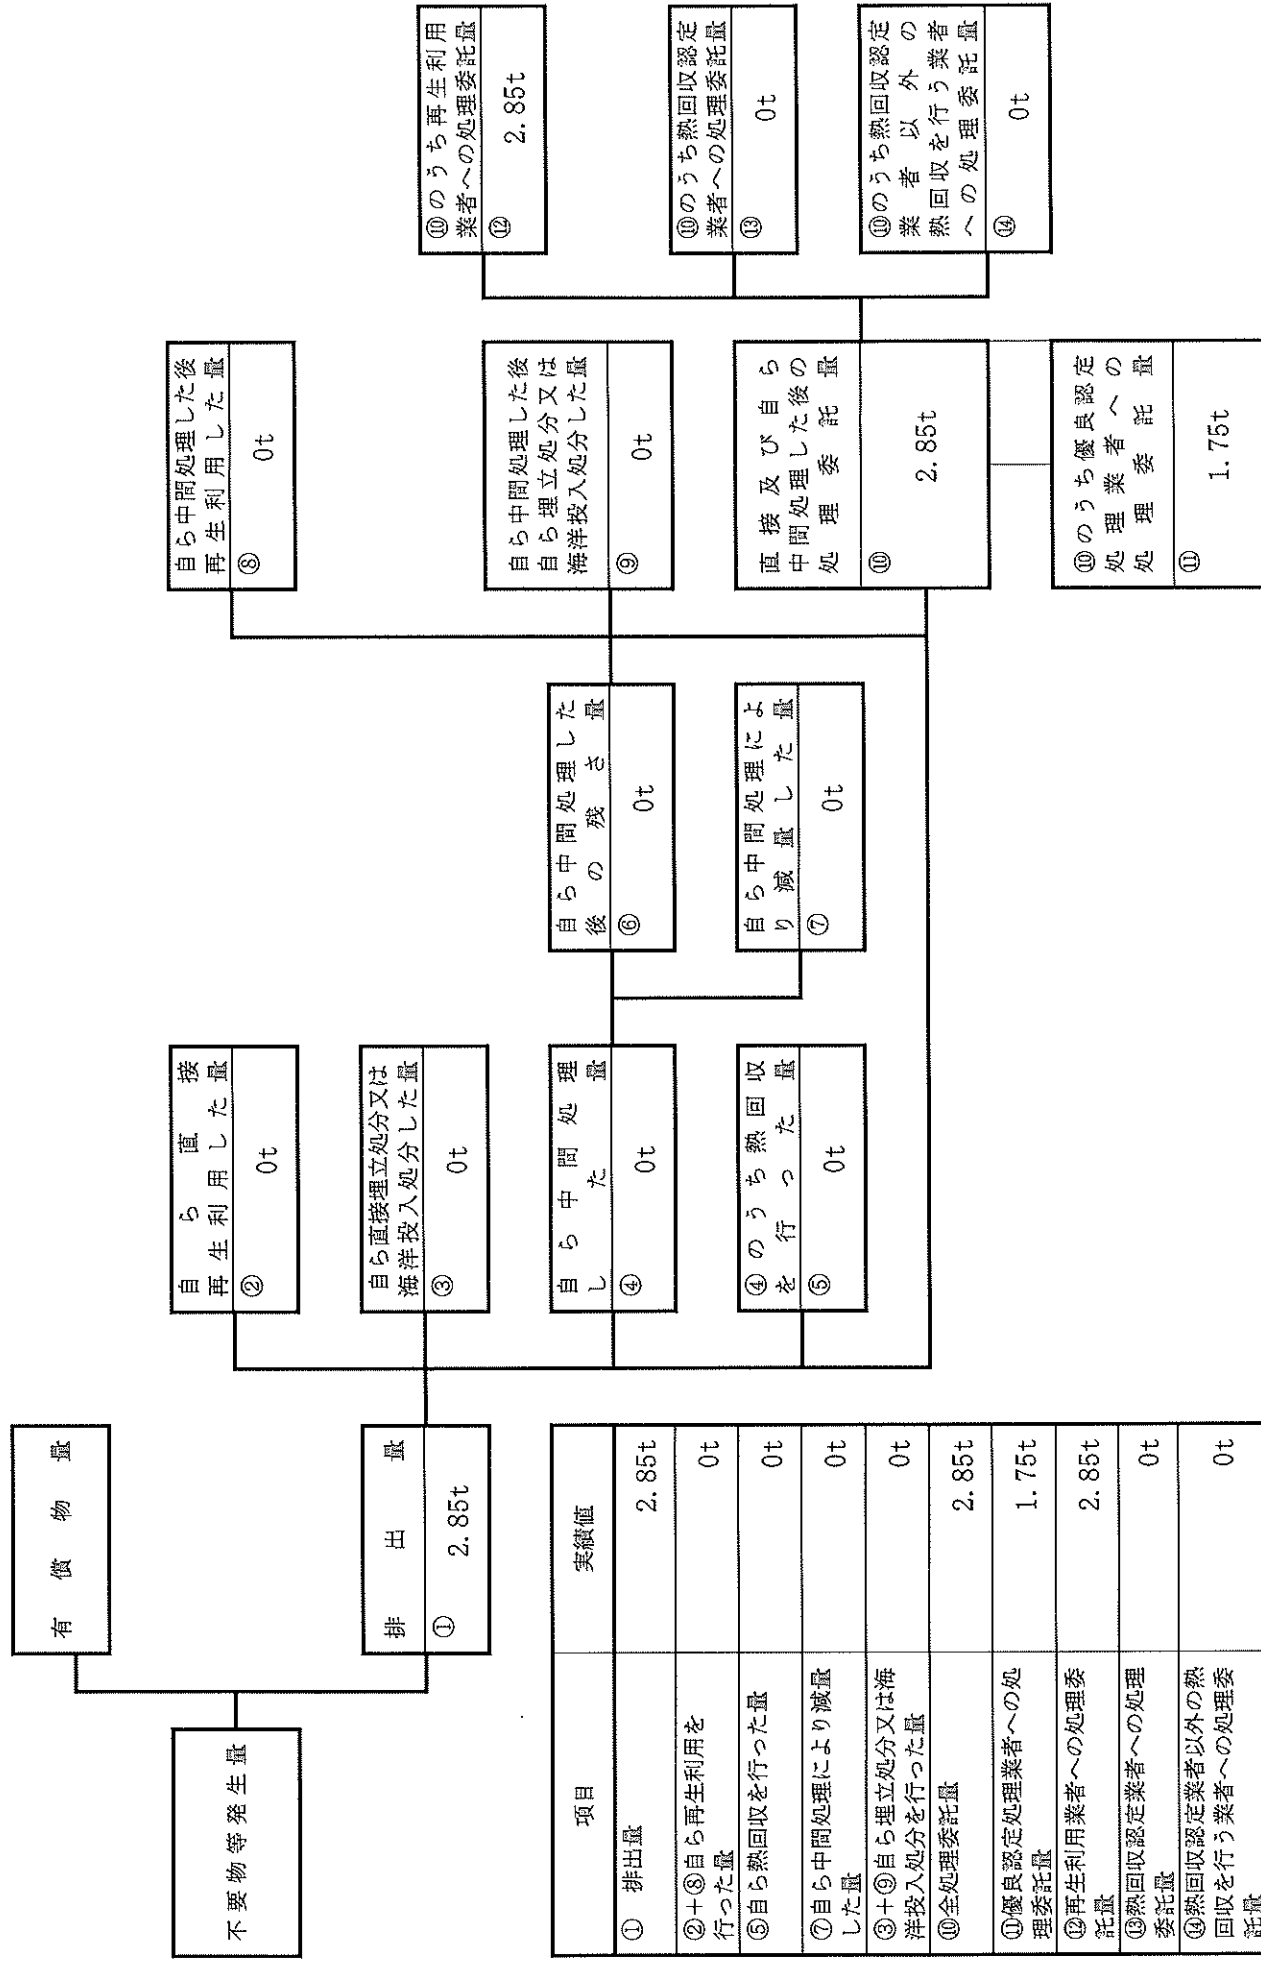 不要物等発生量
有償物量
排出量
① 2.85t
自ら直接
再生利用した量
② 0t
自ら直接埋立処分又は
海洋投入処分した量
③ 0t
自ら中間処理
した量
④ 0t
④のうち熱回収
を行った量
⑤ 0t
自ら中間処理した
後の残さ量
⑥ 0t
自ら中間処理によ
り減量した量
⑦ 0t
自ら中間処理した後
再生利用した量
⑧ 0t
自ら中間処理した後
自ら埋立処分又は
海洋投入処分した量
⑨ 0t
直接及び自ら
中間処理した後の
処理委託量
⑩ 2.85t
⑩のうち優良認定
処理業者への
処理委託量
⑪ 1.75t
⑩のうち再生利用
業者への処理委託量
⑫ 2.85t
⑩のうち熱回収認定
業者への処理委託量
⑬ 0t
⑩のうち熱回収認定
業者以外の
熱回収を行う業者
への処理委託量
⑭ 0t
項目 実績値
① 排出量 2.85t
②+⑧自ら再生利用を
行った量 0t
⑤自ら熱回収を行った量 0t
⑦自ら中間処理により減量
した量 0t
③+⑨自ら埋立処分又は海
洋投入処分を行った量 0t
⑩全処理委託量 2.85t
⑪優良認定処理業者への処
理委託量 1.75t
⑫再生利用業者への処理委
託量 2.85t
⑬熱回収認定業者への処理
委託量 0t
⑭熱回収認定業者以外の熱
回収を行う業者への処理委
託量 0t